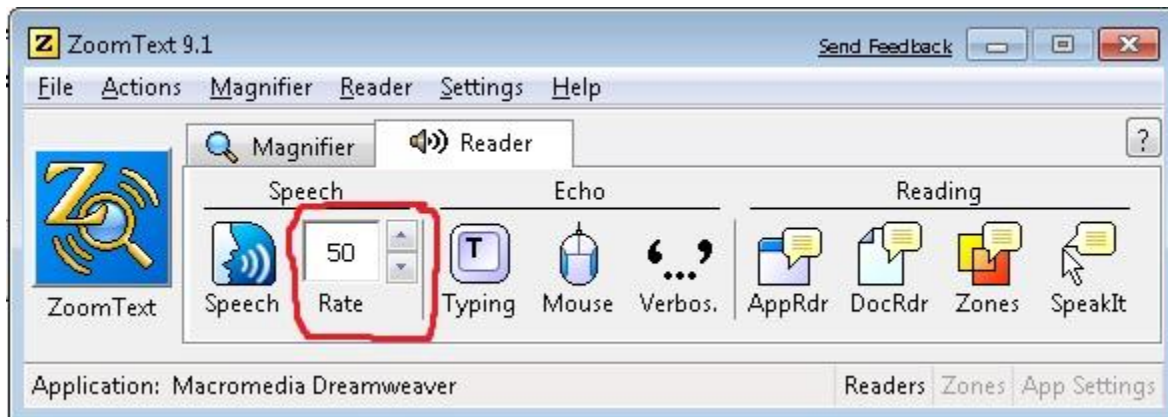 ZoomText 9.1 Send Feedback
File Actions Magnifier Reader Settings Help
Magnifier Reader ?
Speech Echo Reading
50 T
Speech Rate Typing Mouse Verbos. AppRdr DocRdr Zones SpeakIt
ZoomText
Application: Macromedia Dreamweaver Readers Zones App Settings